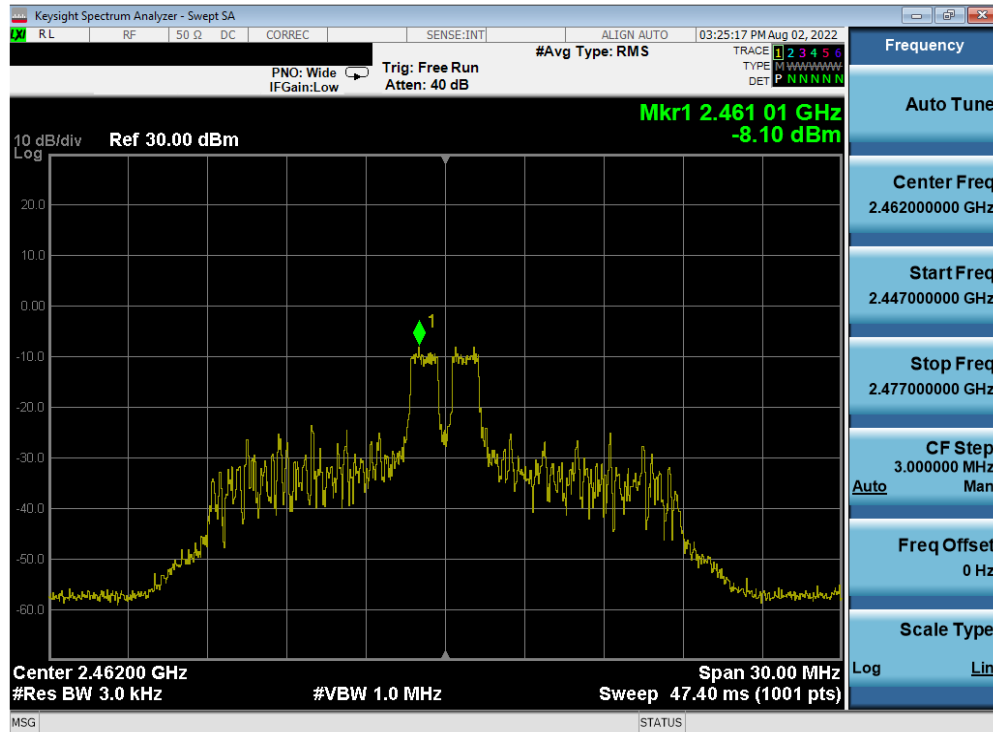 Keysight Spectrum Analyzer - Swept SA
LXI RL RF 50 Ω DC CORREC SENSE:INT ALIGN AUTO 03:25:17 PM Aug 02, 2022
#Avg Type: RMS
TRACE 1 2 3 4 5 6
TYPE M WWWWW
DET P N N N N N
PNO: Wide
IFGain:Low
Trig: Free Run
Atten: 40 dB
Mkr1 2.461 01 GHz
-8.10 dBm
10 dB/div
Log
Ref 30.00 dBm
20.0
10.0
0.00
-10.0
-20.0
-30.0
-40.0
-50.0
-60.0
1
Center 2.46200 GHz
Span 30.00 MHz
#Res BW 3.0 kHz
#VBW 1.0 MHz
Sweep 47.40 ms (1001 pts)
MSG
STATUS
Frequency
Auto Tune
Center Freq
2.462000000 GHz
Start Freq
2.447000000 GHz
Stop Freq
2.477000000 GHz
CF Step
3.000000 MHz
Auto Man
Freq Offset
0 Hz
Scale Type
Log Lin